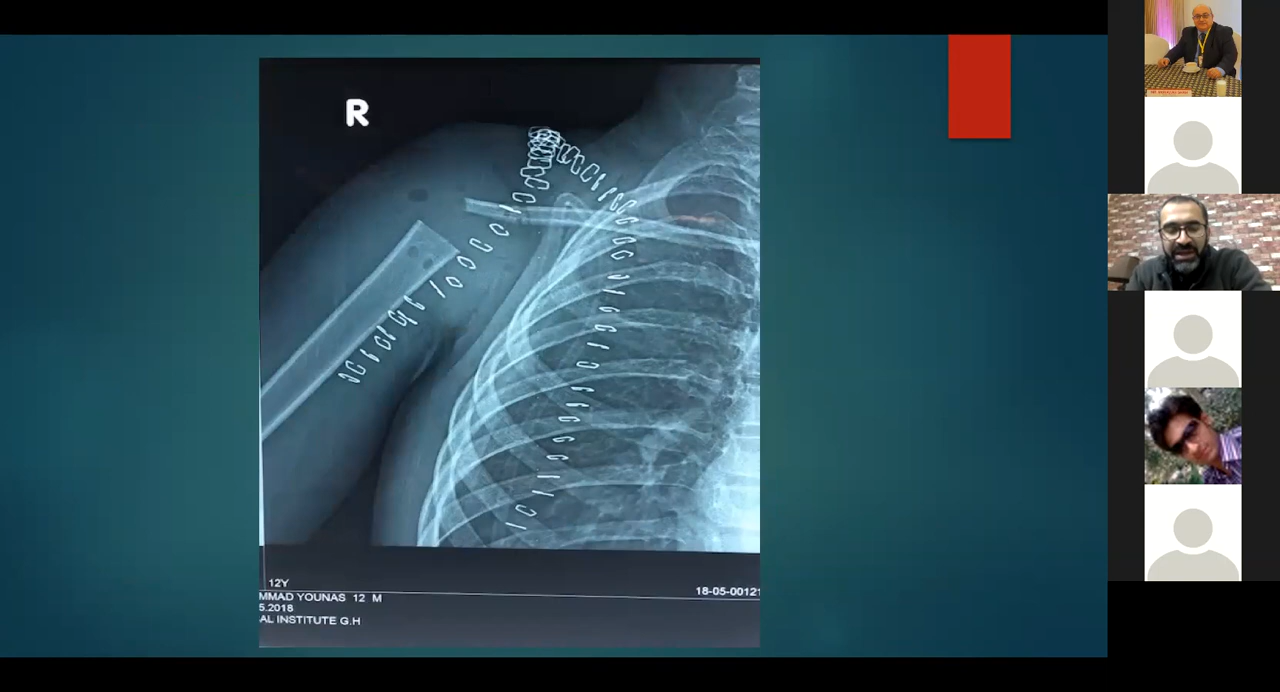 R
12Y
MMAD YOUNAS 12 M
18-05-00121
5.2018
AL INSTITUTE G.H